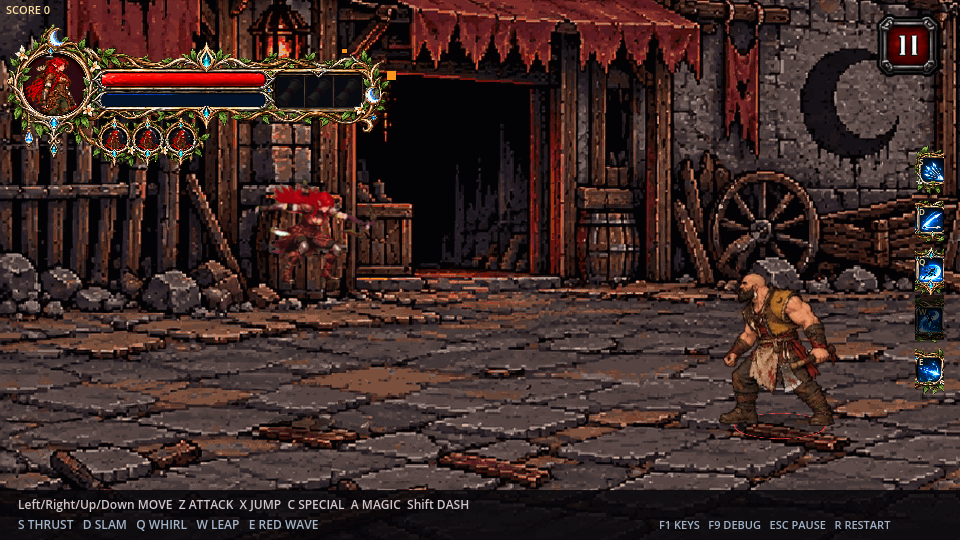 SCORE 0
Left/Right/Up/Down MOVE Z ATTACK X JUMP C SPECIAL A MAGIC Shift DASH
S THRUST D SLAM Q WHIRL W LEAP E RED WAVE
F1 KEYS F9 DEBUG ESC PAUSE R RESTART